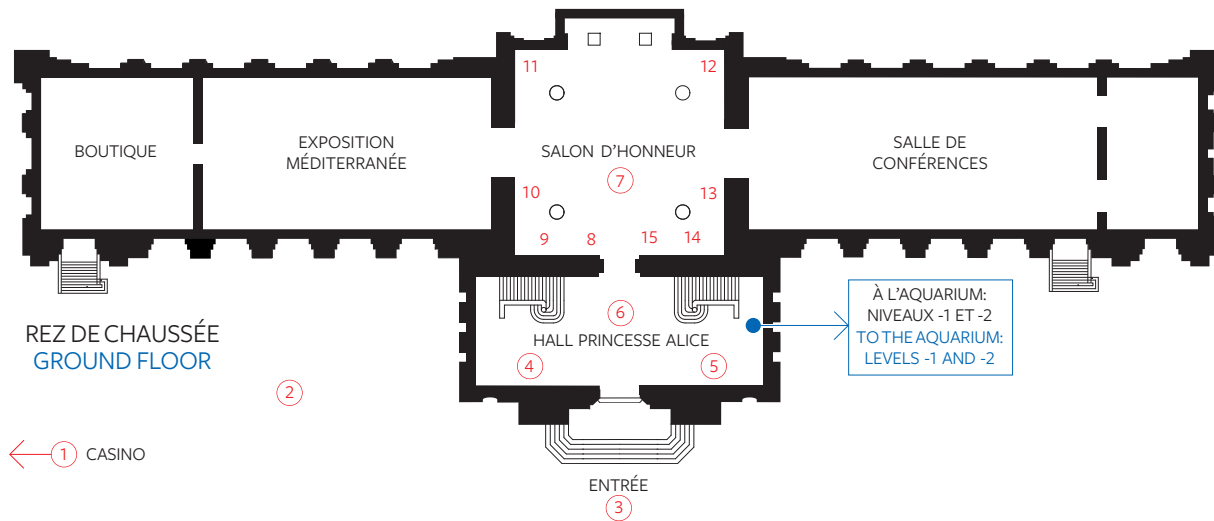 11
12
BOUTIQUE
EXPOSITION
MÉDITERRANÉE
SALON D'HONNEUR
7
SALLE DE
CONFÉRENCES
10
13
9
8
15
14
6
HALL PRINCESSE ALICE
4
5
À L'AQUARIUM:
NIVEAUX -1 ET -2
TO THE AQUARIUM:
LEVELS -1 AND -2
REZ DE CHAUSSÉE
GROUND FLOOR
2
1 CASINO
ENTRÉE
3